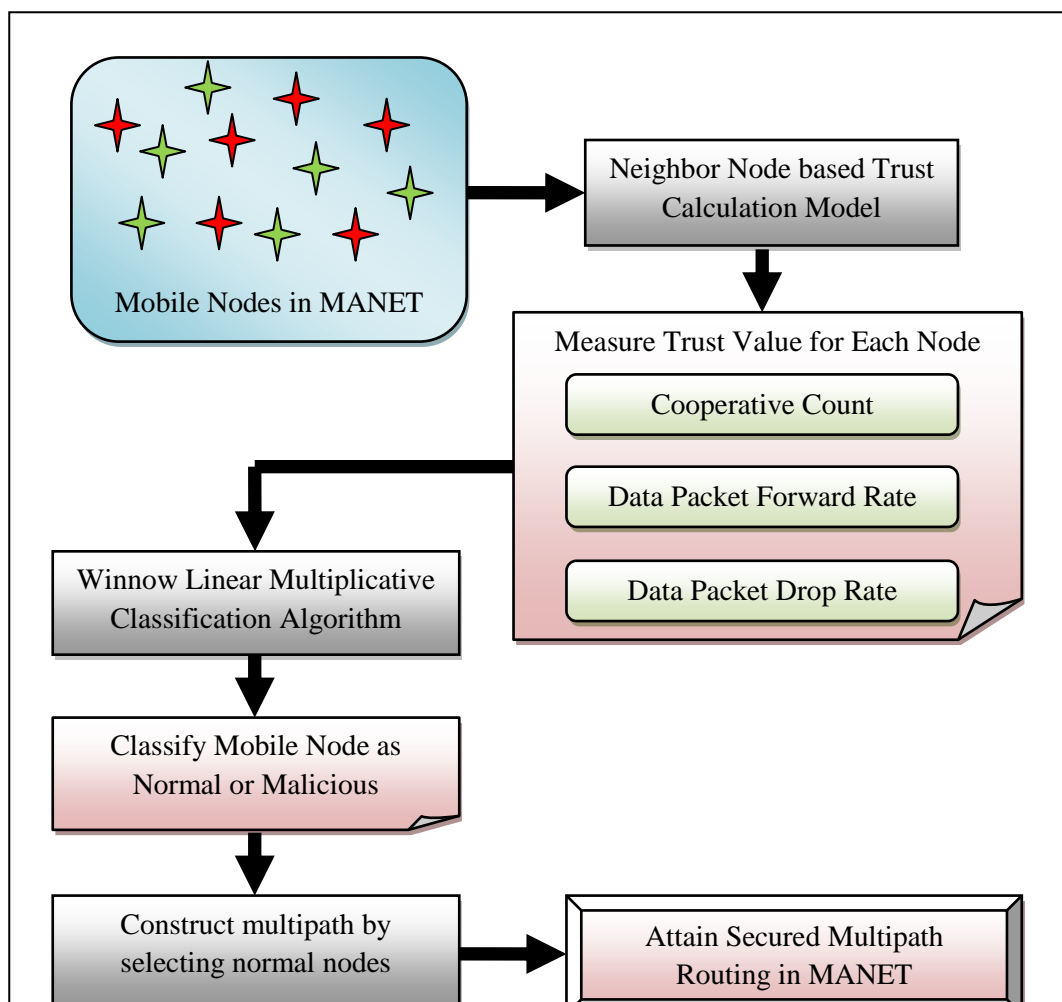 Mobile Nodes in MANET
Neighbor Node based Trust
Calculation Model
Measure Trust Value for Each Node
Cooperative Count
Data Packet Forward Rate
Data Packet Drop Rate
Winnow Linear Multiplicative
Classification Algorithm
Classify Mobile Node as
Normal or Malicious
Construct multipath by
selecting normal nodes
Attain Secured Multipath
Routing in MANET